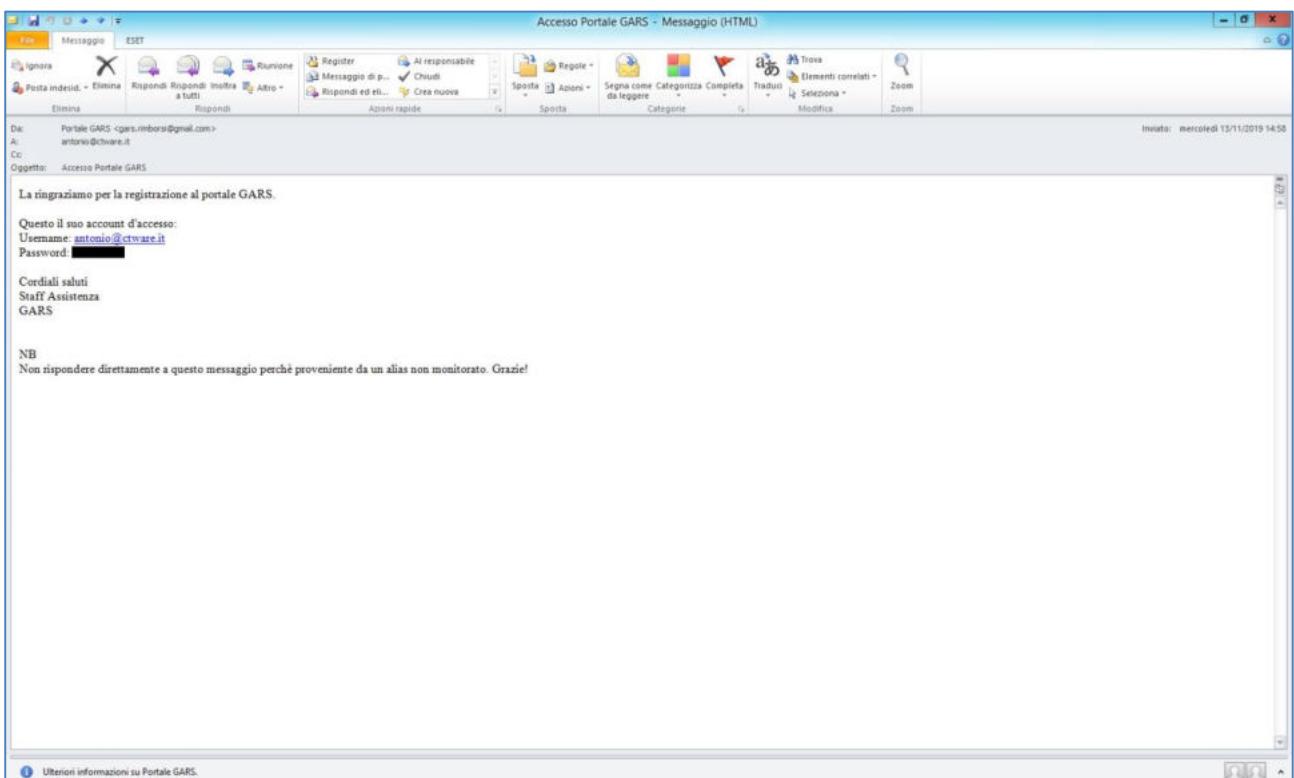 Accesso Portale GARS - Messaggio (HTML)
File Messaggio ESET
Ignora
Posta indesid.
Elimina
Rispondi
Rispondi a tutti
Inoltra
Riunione
Altro
Register
Messaggio di p...
Rispondi ed eli...
Al responsabile
Chiudi
Crea nuova
Sposta
Regole
Azioni
Segna come da leggere
Categorizza
Completa
Traduci
Trova
Elementi correlati
Seleziona
Zoom
Elimina Rispondi Azioni rapide Sposta Categorie Modifica Zoom
Da: Portale GARS <gars.rimborsi@gmail.com> Inviato: mercoledì 13/11/2019 14:58
A: antonio@ctware.it
Cc:
Oggetto: Accesso Portale GARS
La ringraziamo per la registrazione al portale GARS.
Questo il suo account d'accesso:
Username: antonio@ctware.it
Password:
Cordiali saluti
Staff Assistenza
GARS
NB
Non rispondere direttamente a questo messaggio perchè proveniente da un alias non monitorato. Grazie!
Ulteriori informazioni su Portale GARS.